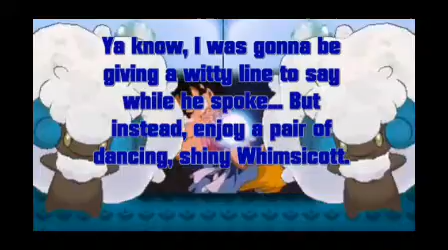 Ya know, I was gonna be
giving a witty line to say
while he spoke... But
instead, enjoy a pair of
dancing, shiny Whimsicott.